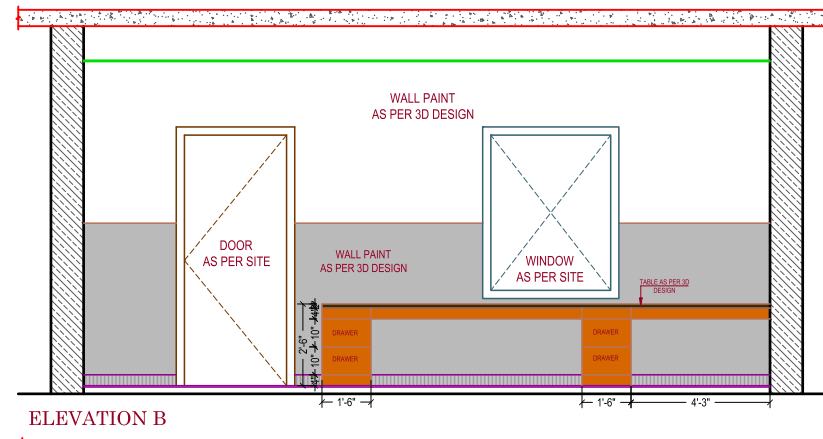 WALL PAINT
AS PER 3D DESIGN
DOOR
AS PER SITE
WALL PAINT
AS PER 3D DESIGN
WINDOW
AS PER SITE
TABLE AS PER 3D
DESIGN
2'-6"
10"
10"
4"
DRAWER
DRAWER
DRAWER
DRAWER
1'-6"
1'-6"
4'-3"
ELEVATION B